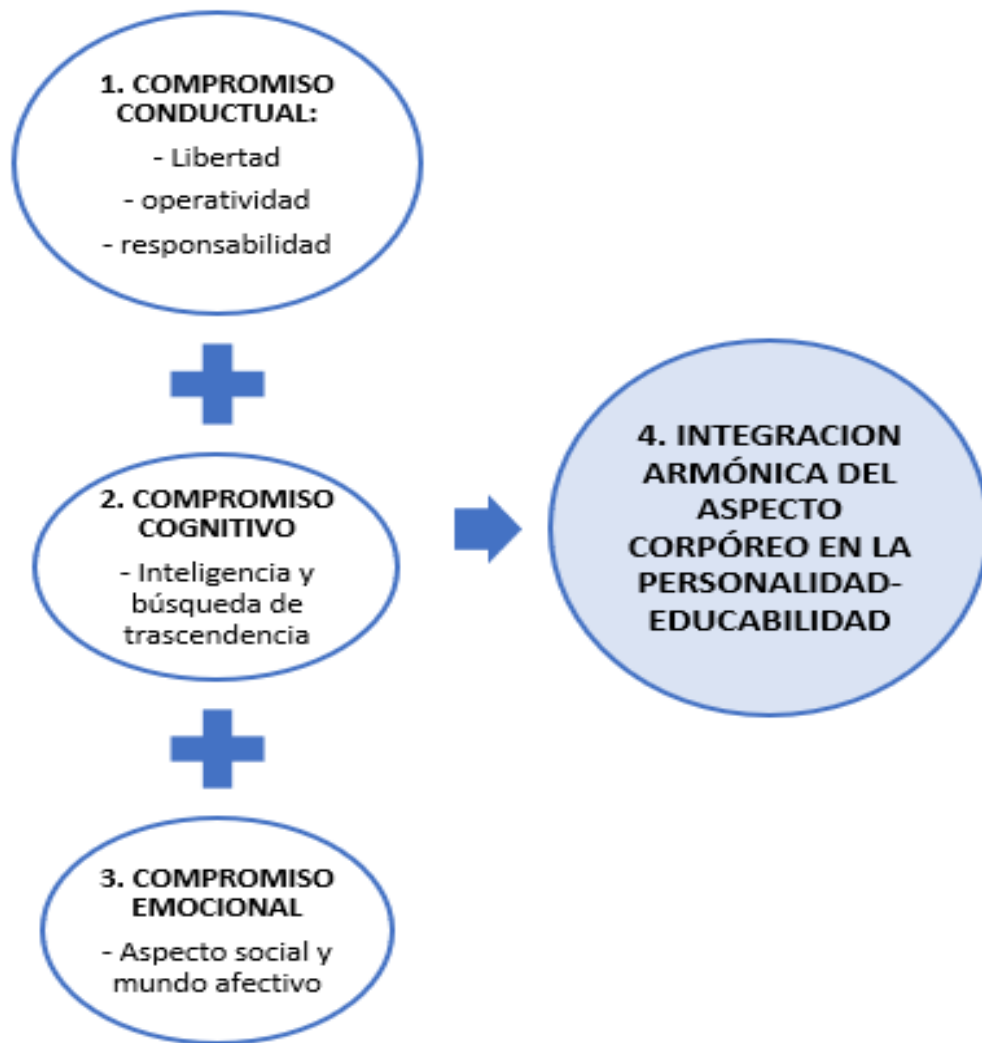 1. COMPROMISO
CONDUCTUAL:
- Libertad
- operatividad
- responsabilidad
2. COMPROMISO
COGNITIVO
- Inteligencia y
búsqueda de
trascendencia
3. COMPROMISO
EMOCIONAL
- Aspecto social y
mundo afectivo
4. INTEGRACION
ARMÓNICA DEL
ASPECTO
CORPÓREO EN LA
PERSONALIDAD-
EDUCABILIDAD